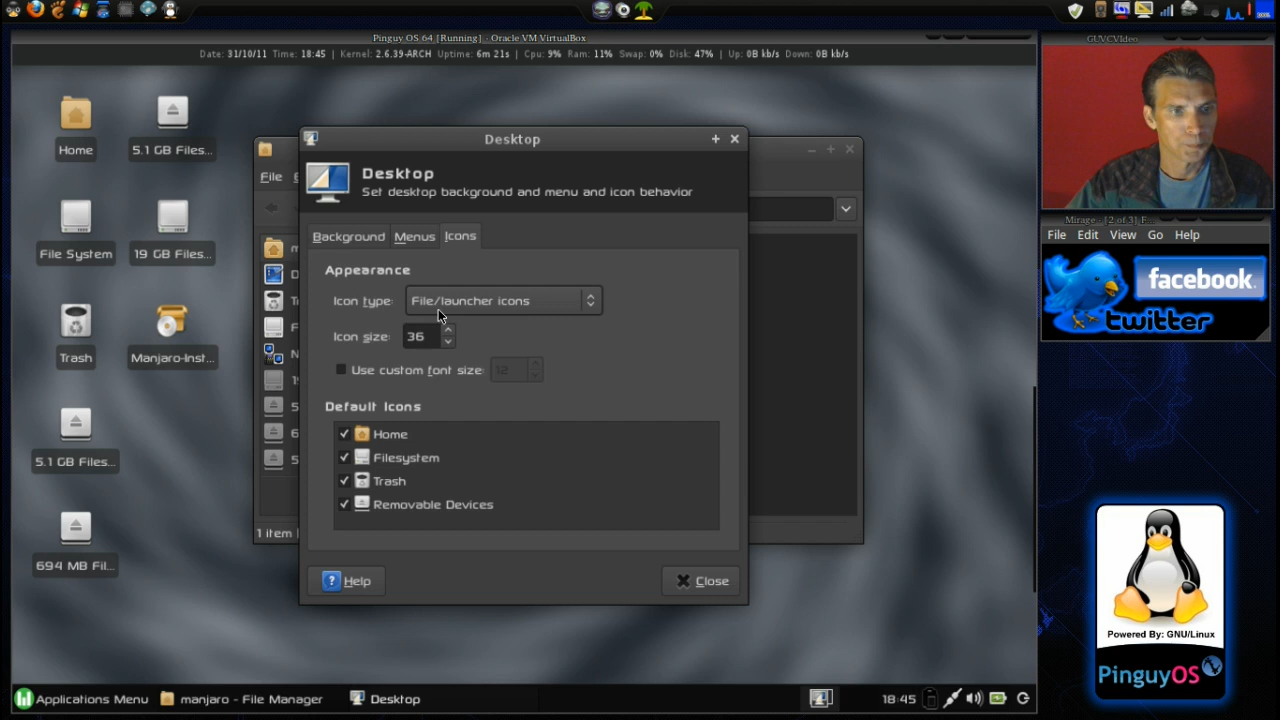 Pinguy OS 64 [Running] - Oracle VM VirtualBox
GUVCVideo
Date: 31/10/11 Time: 18:45 | Kernel: 2.6.39-ARCH Uptime: 6m 21s | Cpu: 9% Ram: 11% Swap: 0% Disk: 47% | Up: 0B kb/s Down: 0B kb/s
Home
5.1 GB Files...
File System
19 GB Files...
Trash
Manjaro-Inst...
5.1 GB Files...
694 MB Fil...
File
1 item
Desktop
Desktop
Set desktop background and menu and icon behavior
Background Menus Icons
Appearance
Icon type: File/launcher icons
Icon size: 36
Use custom font size: 12
Default Icons
Home
Filesystem
Trash
Removable Devices
Help
Close
Mirage - [2 of 3] F...
File Edit View Go Help
facebook
twitter
Powered By: GNU/Linux
PinguyOS
Applications Menu
manjaro - File Manager
Desktop
18:45